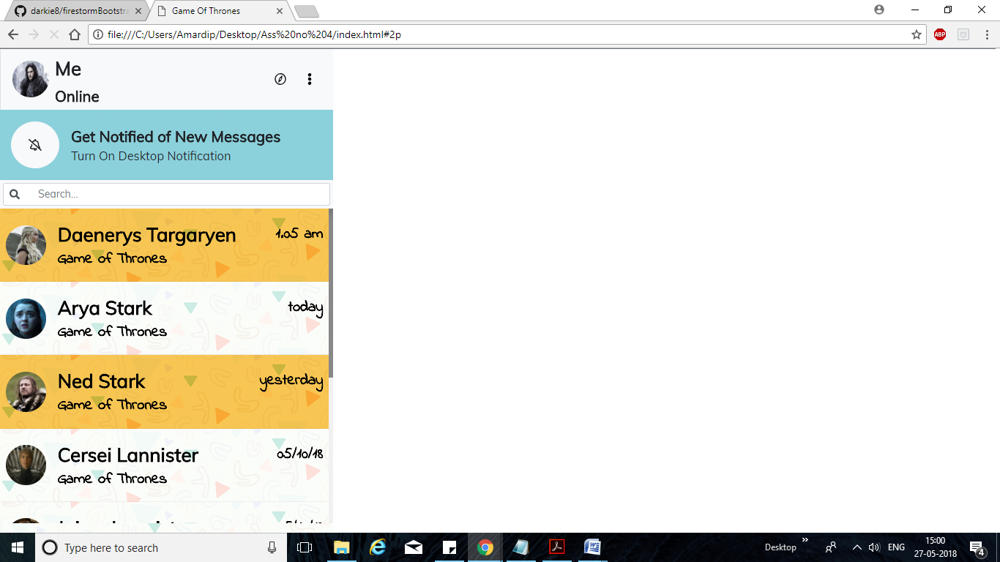 darkie8/firestormBootstra
Game Of Thrones
file:///C:/Users/Amardip/Desktop/Ass%20no%204/index.html#2p
ABP
Me
Online
Get Notified of New Messages
Turn On Desktop Notification
Search...
Daenerys Targaryen
1.05 am
Game of Thrones
Arya Stark
today
Game of Thrones
Ned Stark
yesterday
Game of Thrones
Cersei Lannister
05/10/18
Game of Thrones
Type here to search
Desktop
ENG
15:00
27-05-2018
4